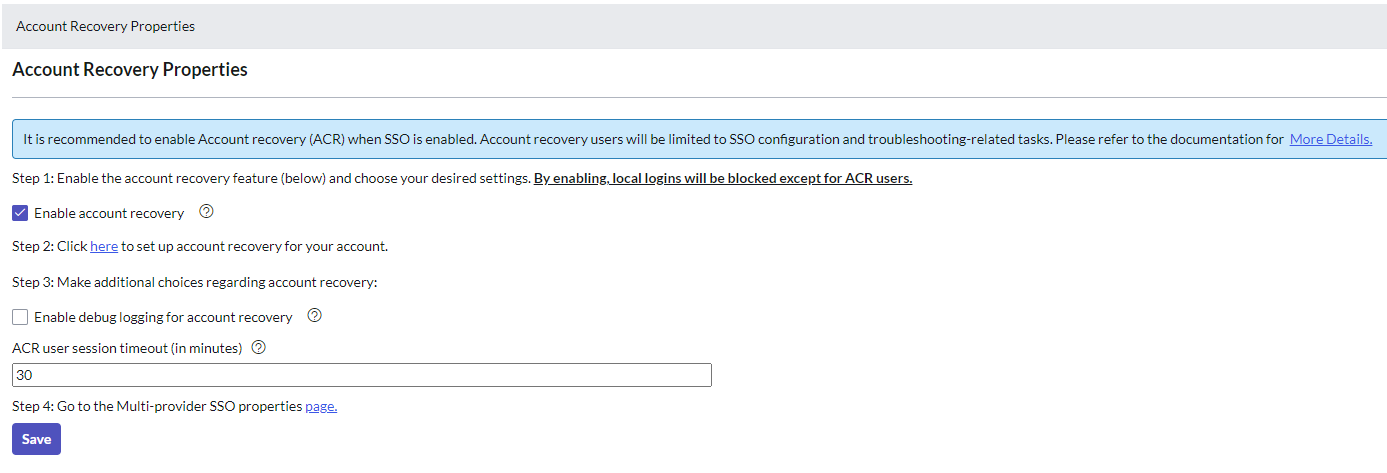 Account Recovery Properties
Account Recovery Properties
It is recommended to enable Account recovery (ACR) when SSO is enabled. Account recovery users will be limited to SSO configuration and troubleshooting-related tasks. Please refer to the documentation for More Details.
Step 1: Enable the account recovery feature (below) and choose your desired settings. By enabling, local logins will be blocked except for ACR users.
Enable account recovery ?
Step 2: Click here to set up account recovery for your account.
Step 3: Make additional choices regarding account recovery:
Enable debug logging for account recovery ?
ACR user session timeout (in minutes) ?
30
Step 4: Go to the Multi-provider SSO properties page.
Save